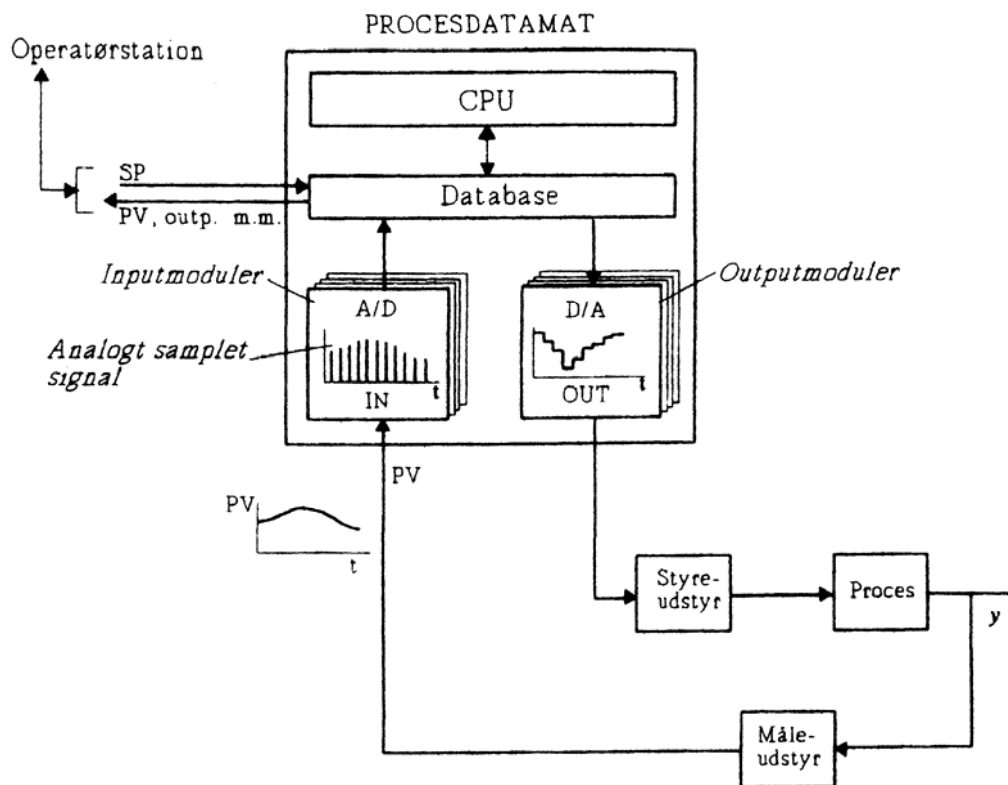 PROCESDATAMAT
Operatørstation
CPU
SP
Database
PV, outp. m.m.
Inputmoduler
Outputmoduler
A/D
D/A
Analogt samplet
signal
t
t
IN
OUT
PV
PV
t
Styre-
udstyr
Proces
y
Måle-
udstyr